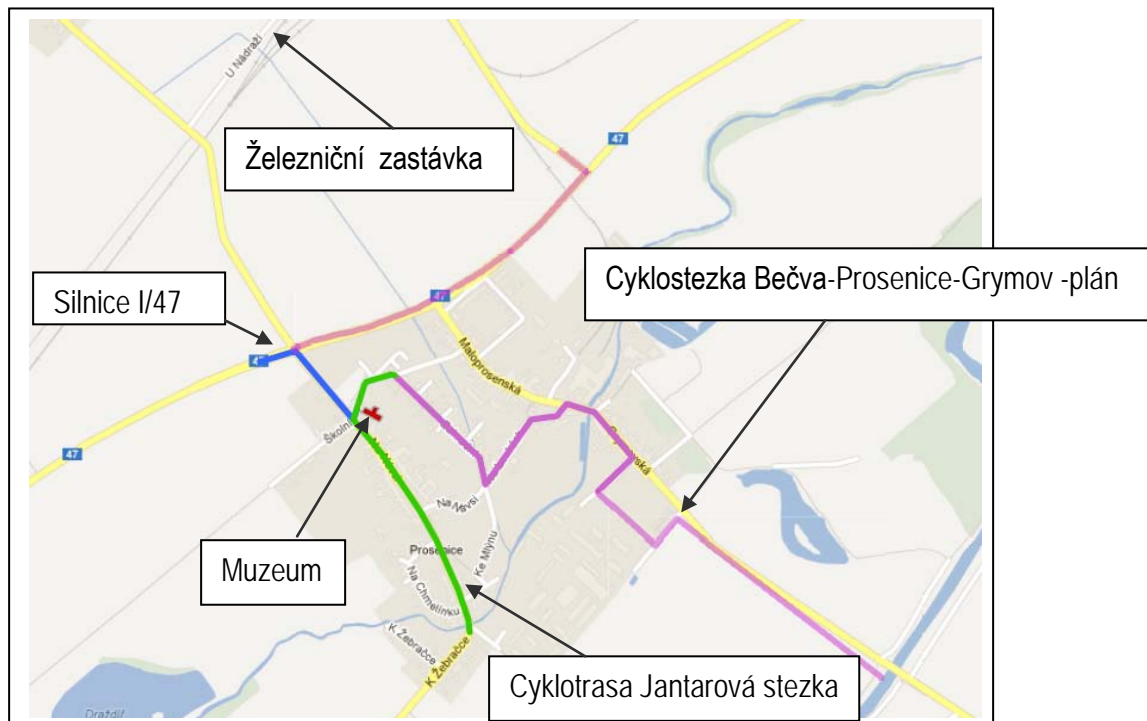 U Nádraží
47
Železniční zastávka
Cyklostezka Bečva-Prosenice-Grymov -plán
Silnice I/47
47
Maloprosenská
Školní
47
Na Návsi
Prosenice
Ke Mlýnu
Muzeum
Na Chmelínku
K Žebračce
K Žebračce
Cyklotrasa Jantarová stezka